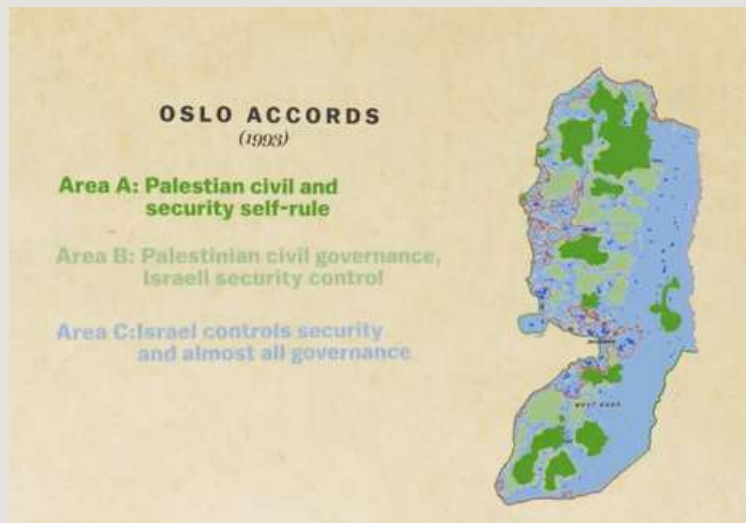 OSLO ACCORDS
(1993)
Area A: Palestian civil and
security self-rule
Area B: Palestinian civil governance,
Israeli security control
Area C:Israel controls security
and almost all governance
WEST BANK